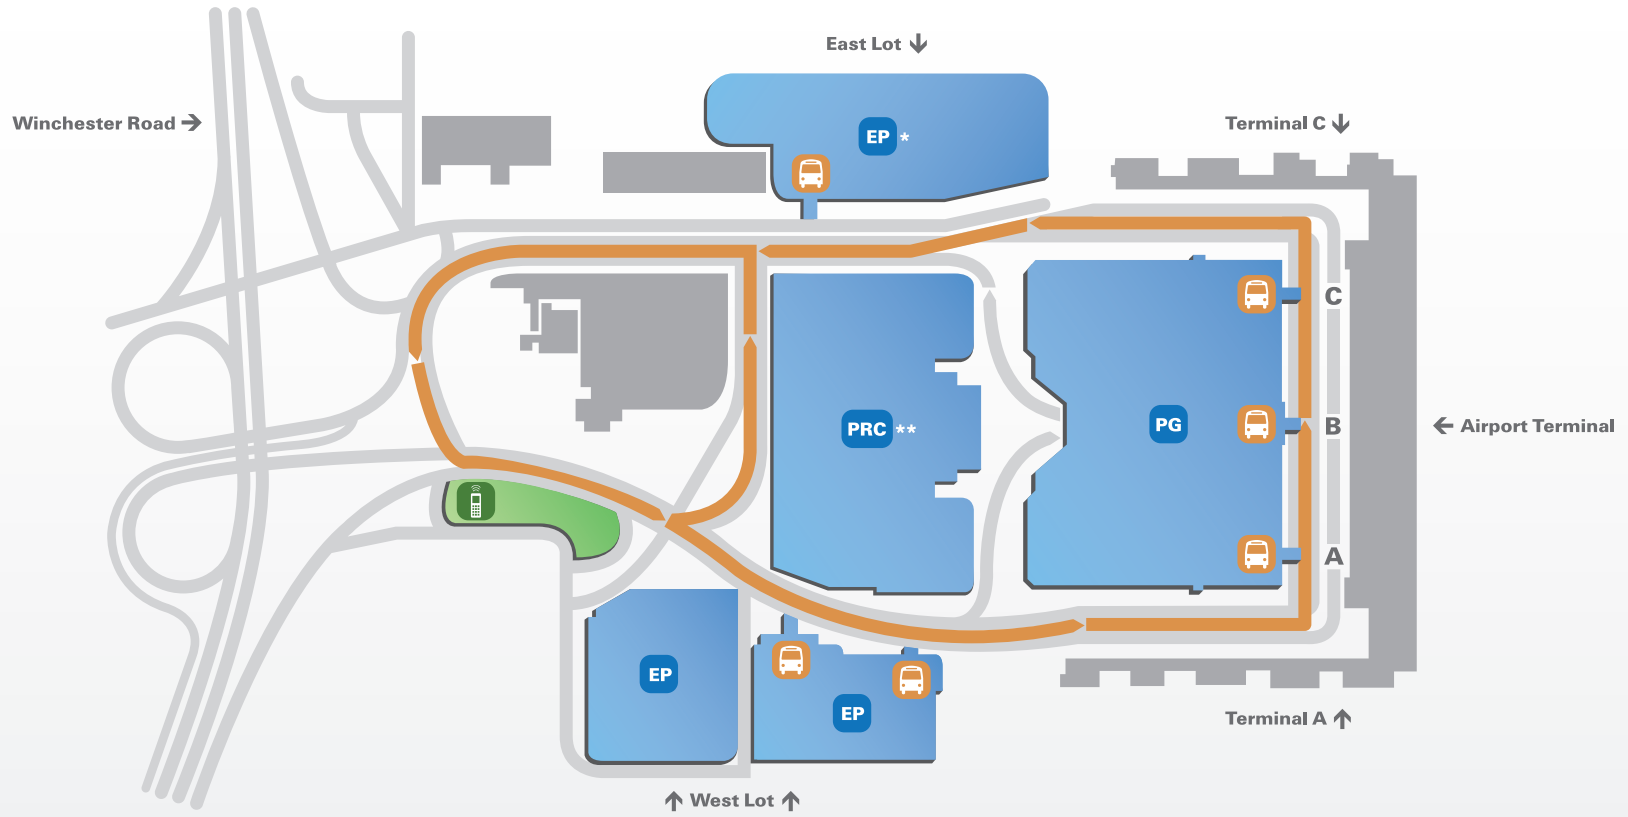 East Lot ↓
Winchester Road →
Terminal C ↓
EP *
C
PRC **
PG
B
← Airport Terminal
A
EP
EP
Terminal A ↑
↑ West Lot ↑